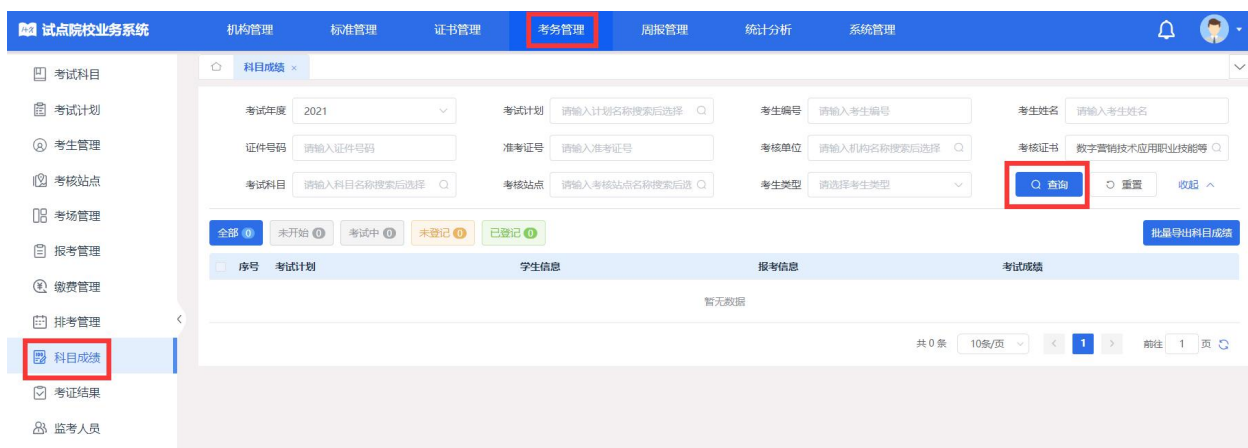 试点院校业务系统 机构管理 标准管理 证书管理 考务管理 周报管理 统计分析 系统管理
考试科目
考试计划
考生管理
考核站点
考场管理
报考管理
缴费管理
排考管理
科目成绩
考证结果
监考人员
科目成绩 ×
考试年度 2021 考试计划 请输入计划名称搜索后选择 考生编号 请输入考生编号 考生姓名 请输入考生姓名
证件号码 请输入证件号码 准考证号 请输入准考证号 考核单位 请输入机构名称搜索后选择 考核证书 数字营销技术应用职业技能等
考试科目 请输入科目名称搜索后选择 考核站点 请输入考核站点名称搜索后选 考生类型 请选择考生类型 查询 重置 收起
全部 0 未开始 0 考试中 0 未登记 0 已登记 0 批量导出科目成绩
序号 考试计划 学生信息 报考信息 考试成绩
暂无数据
共 0 条 10条/页 < 1 > 前往 1 页